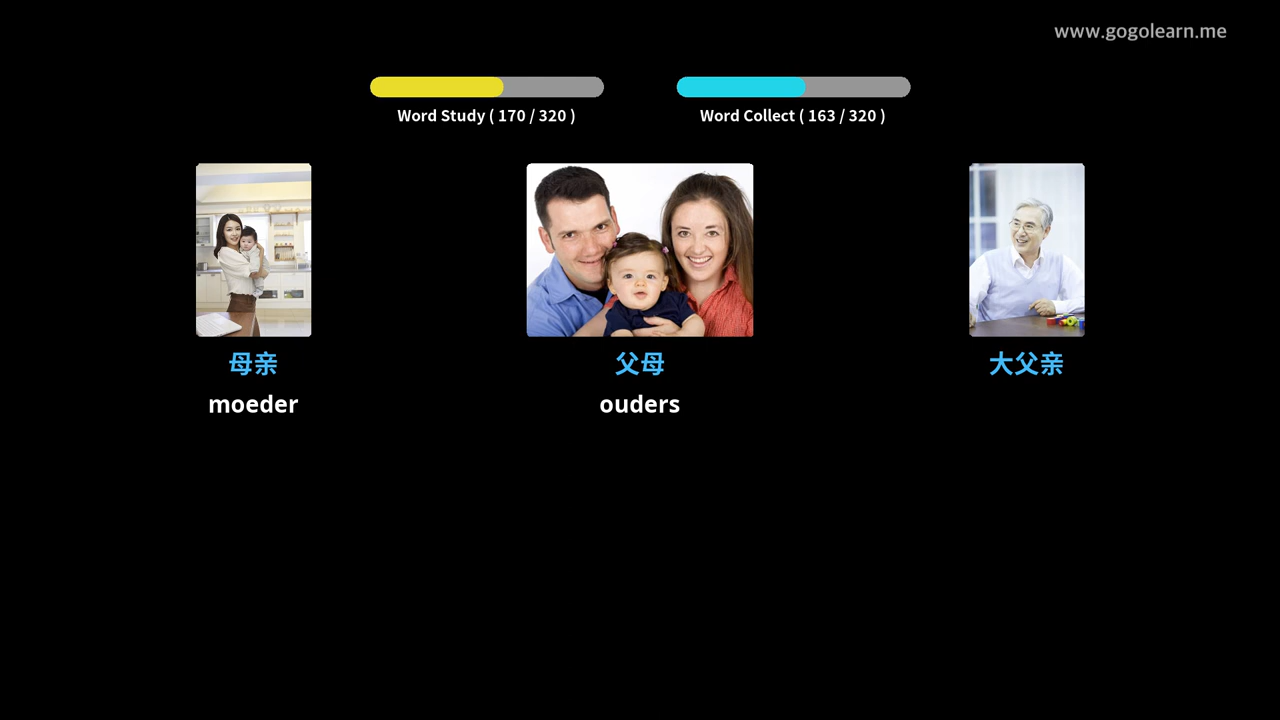 www.gogolearn.me
Word Study ( 170 / 320 )
Word Collect ( 163 / 320 )
母亲
父母
大父亲
moeder
ouders